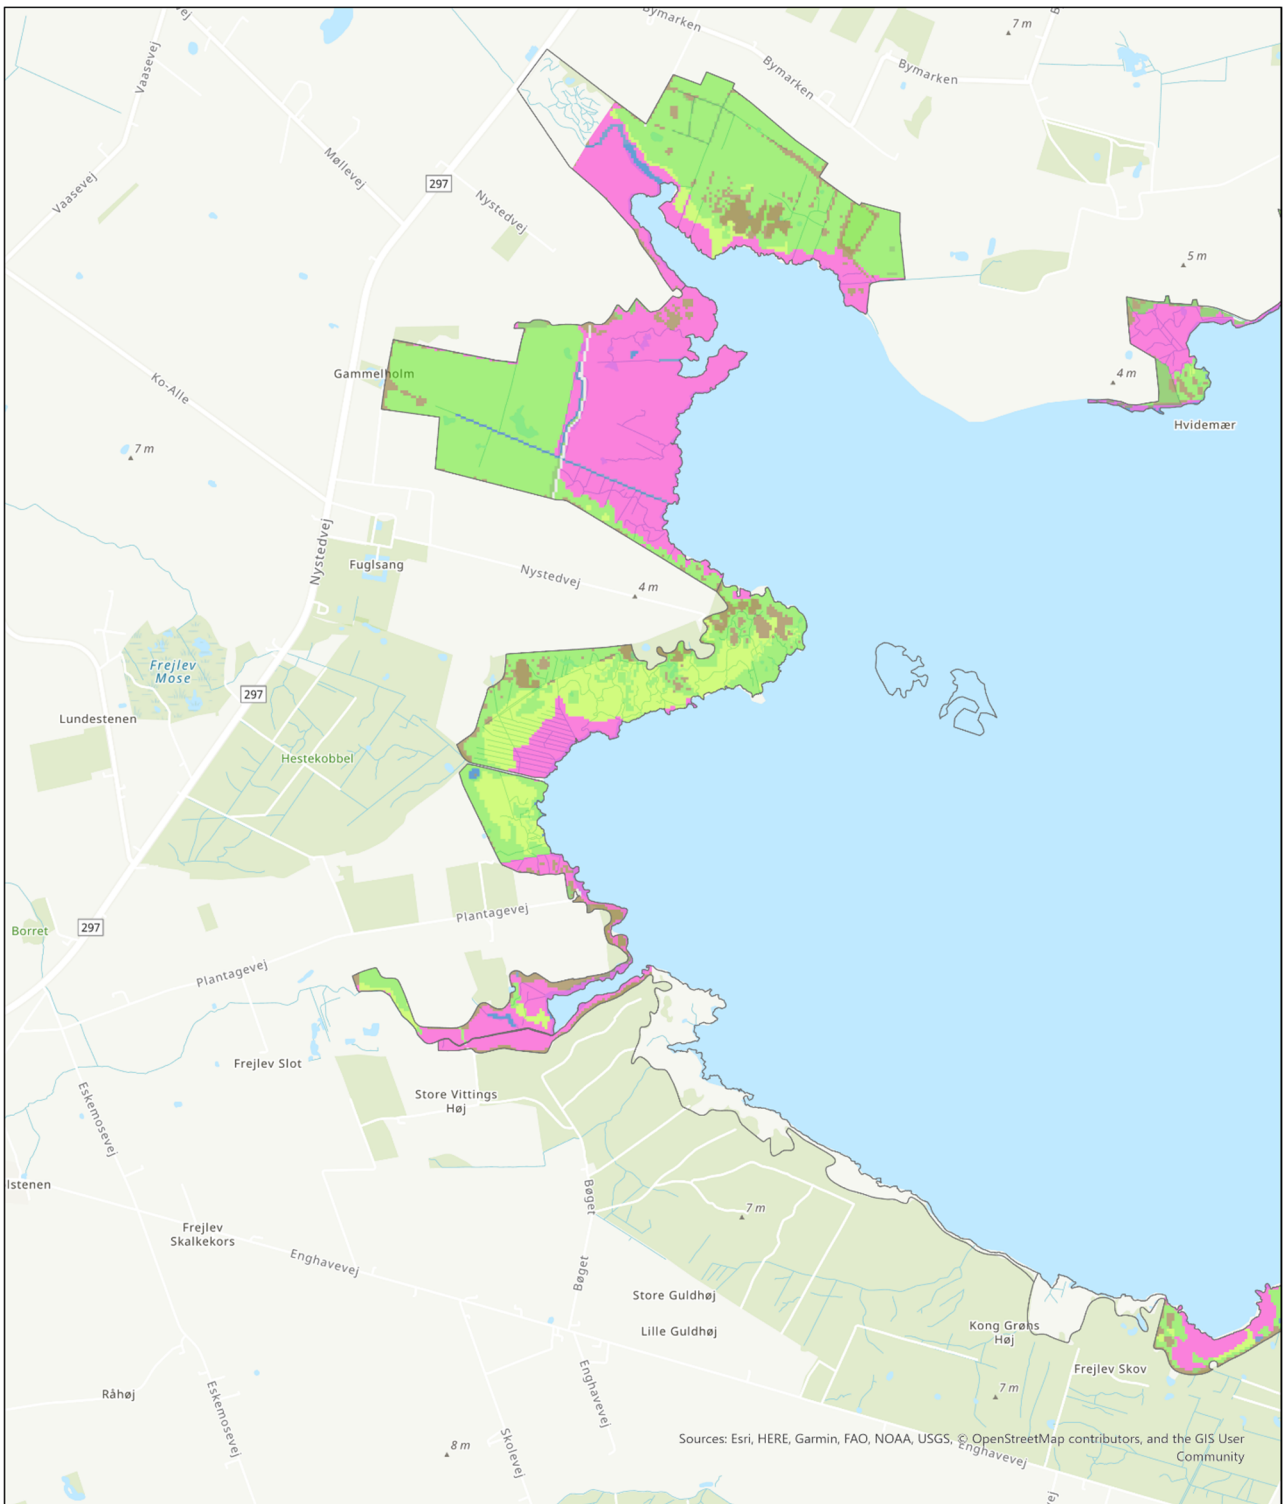 Bymarken
7 m
Vaasevej
Bymarken
Bymarken
Møllevej
297
Vaasevej
Nystedvej
5 m
Gammelholm
4 m
Ko-Alle
Hvidemær
7 m
Nystedvej
Fuglsang
Nystedvej
4 m
Frejlev
Mose
297
Lundestenen
Hestekobbel
Plantagevej
297
Borret
Plantagevej
Frejlev Slot
Store Vittings
Høj
Eskemosevej
lstenen
Bøget
7 m
Frejlev
Skalkekors
Enghavevej
Bøget
Store Guldhøj
Lille Guldhøj
Kong Grøns
Høj
Frejlev Skov
Enghavevej
7 m
Råhøj
Eskemosevej
Skolevej
8 m
Sources: Esri, HERE, Garmin, FAO, NOAA, USGS, © OpenStreetMap contributors, and the GIS User
Community
Enghavevej